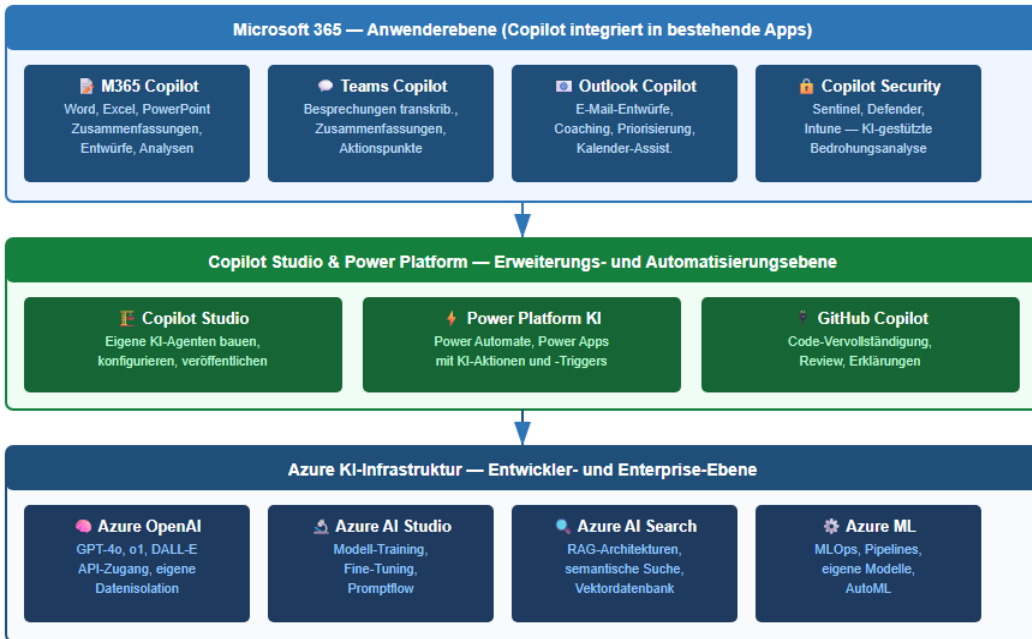 Microsoft 365 — Anwenderebene (Copilot integriert in bestehende Apps)
M365 Copilot
Word, Excel, PowerPoint
Zusammenfassungen,
Entwürfe, Analysen
Teams Copilot
Besprechungen transkrib.,
Zusammenfassungen,
Aktionspunkte
Outlook Copilot
E-Mail-Entwürfe,
Coaching, Priorisierung,
Kalender-Assist.
Copilot Security
Sentinel, Defender,
Intune — KI-gestützte
Bedrohungsanalyse
Copilot Studio & Power Platform — Erweiterungs- und Automatisierungsebene
Copilot Studio
Eigene KI-Agenten bauen,
konfigurieren, veröffentlichen
Power Platform KI
Power Automate, Power Apps
mit KI-Aktionen und -Triggers
GitHub Copilot
Code-Vervollständigung,
Review, Erklärungen
Azure KI-Infrastruktur — Entwickler- und Enterprise-Ebene
Azure OpenAI
GPT-4o, o1, DALL-E
API-Zugang, eigene
Datenisolation
Azure AI Studio
Modell-Training,
Fine-Tuning,
Promptflow
Azure AI Search
RAG-Architekturen,
semantische Suche,
Vektordatenbank
Azure ML
MLOps, Pipelines,
eigene Modelle,
AutoML